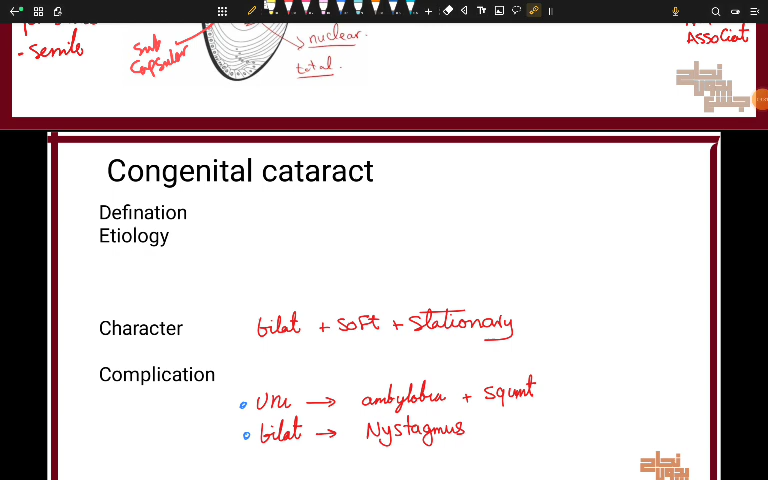 - Senile
Sub
Capsular
nuclear.
total.
Associat
Congenital cataract
Defination
Etiology
Character bilat + soft + stationary
Complication
• Uni → amblyobia + squint
• bilat → Nystagmus